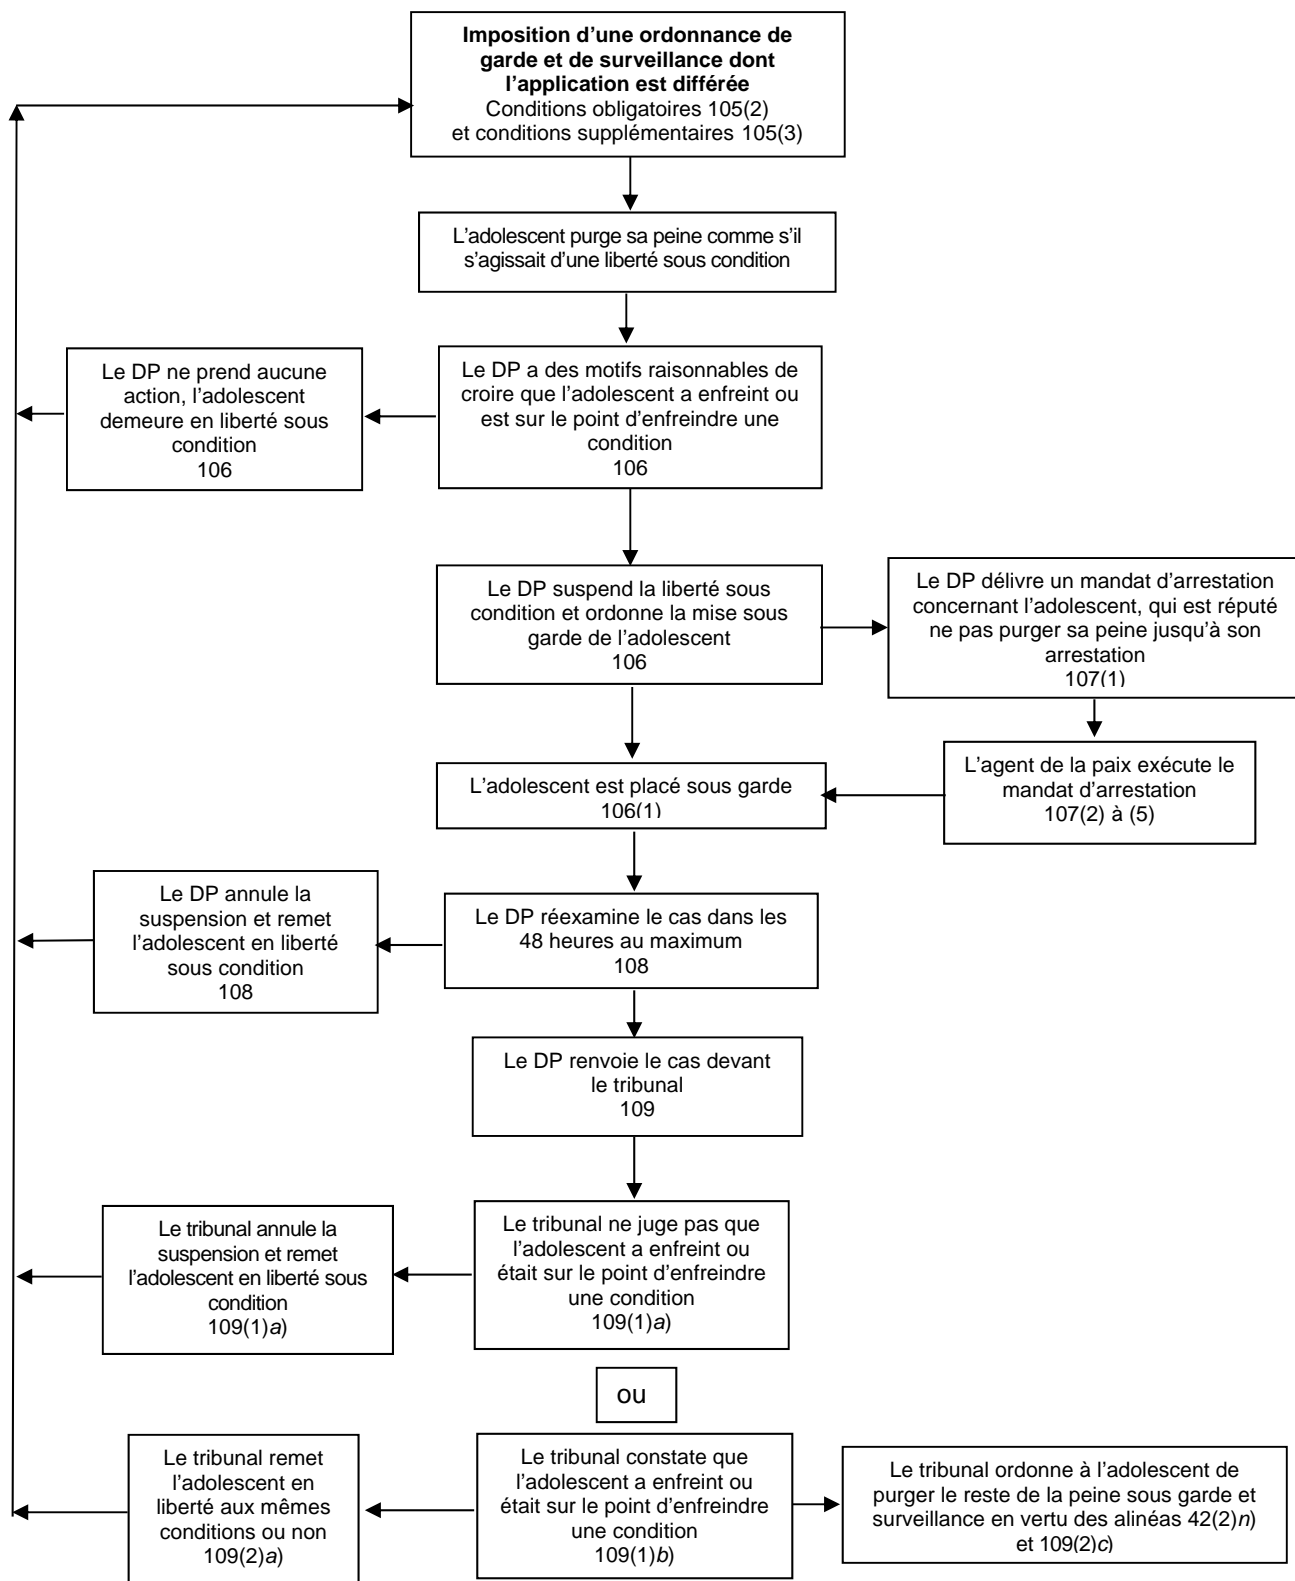 Imposition d'une ordonnance de
garde et de surveillance dont
l'application est différée
Conditions obligatoires 105(2)
et conditions supplémentaires 105(3)
L'adolescent purge sa peine comme s'il
s'agissait d'une liberté sous condition
Le DP ne prend aucune
action, l'adolescent
demeure en liberté sous
condition
106
Le DP a des motifs raisonnables de
croire que l'adolescent a enfreint ou
est sur le point d'enfreindre une
condition
106
Le DP suspend la liberté sous
condition et ordonne la mise sous
garde de l'adolescent
106
Le DP délivre un mandat d'arrestation
concernant l'adolescent, qui est réputé
ne pas purger sa peine jusqu'à son
arrestation
107(1)
L'adolescent est placé sous garde
106(1)
L'agent de la paix exécute le
mandat d'arrestation
107(2) à (5)
Le DP annule la
suspension et remet
l'adolescent en liberté
sous condition
108
Le DP réexamine le cas dans les
48 heures au maximum
108
Le DP renvoie le cas devant
le tribunal
109
Le tribunal annule la
suspension et remet
l'adolescent en liberté sous
condition
109(1)a)
Le tribunal ne juge pas que
l'adolescent a enfreint ou
était sur le point d'enfreindre
une condition
109(1)a)
ou
Le tribunal remet
l'adolescent en
liberté aux mêmes
conditions ou non
109(2)a)
Le tribunal constate que
l'adolescent a enfreint ou
était sur le point d'enfreindre
une condition
109(1)b)
Le tribunal ordonne à l'adolescent de
purger le reste de la peine sous garde et
surveillance en vertu des alinéas 42(2)n)
et 109(2)c)